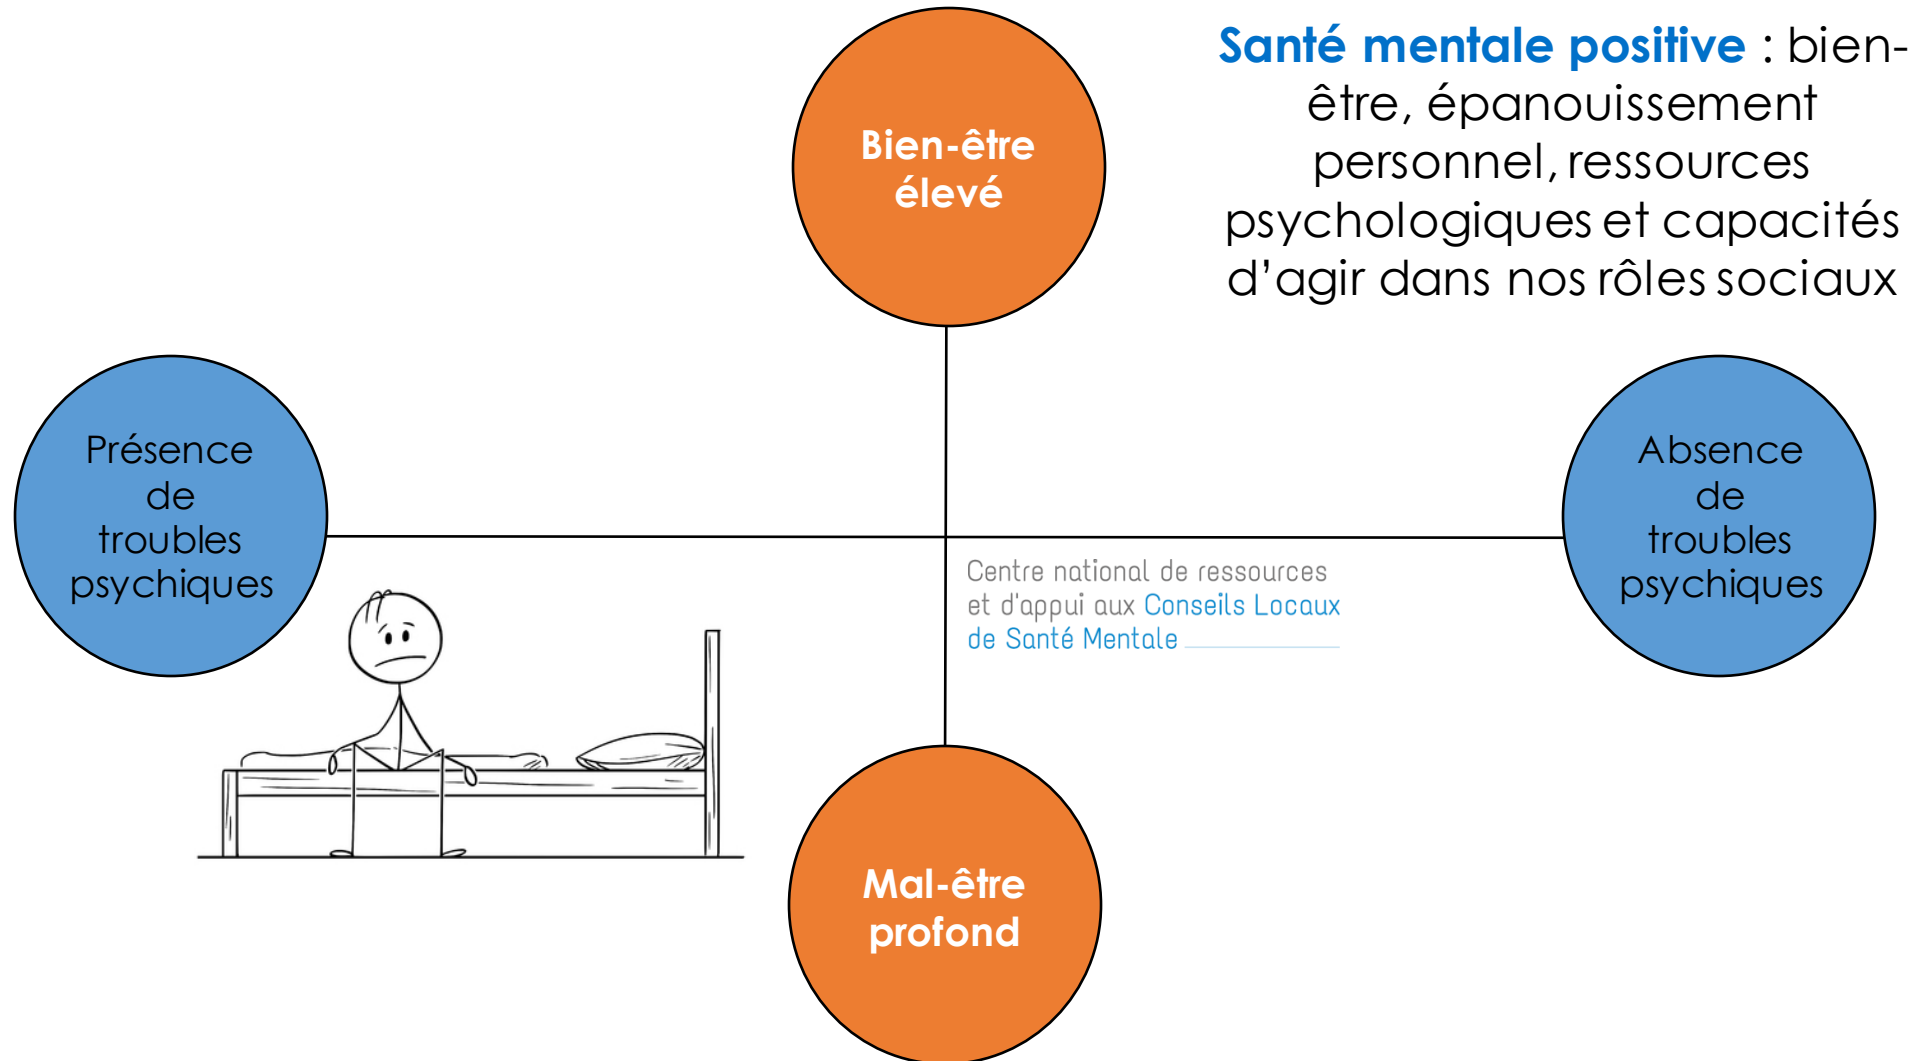 Santé mentale positive : bien-
être, épanouissement
personnel, ressources
psychologiques et capacités
d’agir dans nos rôles sociaux
Bien-être
élevé
Présence
de
troubles
psychiques
Absence
de
troubles
psychiques
Centre national de ressources
et d'appui aux Conseils Locaux
de Santé Mentale
Mal-être
profond